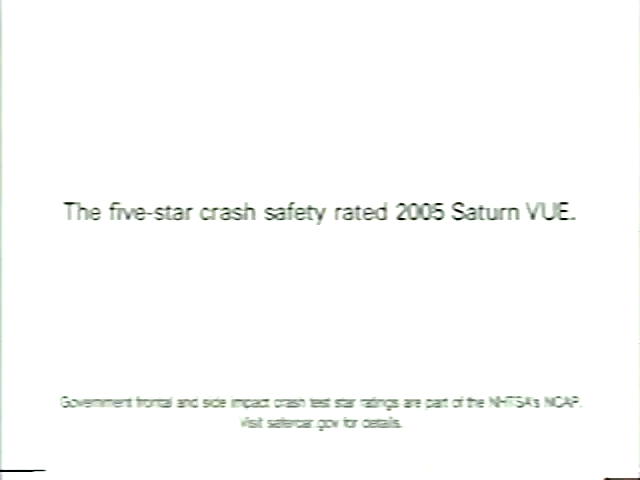 The five-star crash safety rated 2005 Saturn VUE.
Government frontal and side impact crash test star ratings are part of the NHTSA's NCAP.
Visit safercar.gov for details.